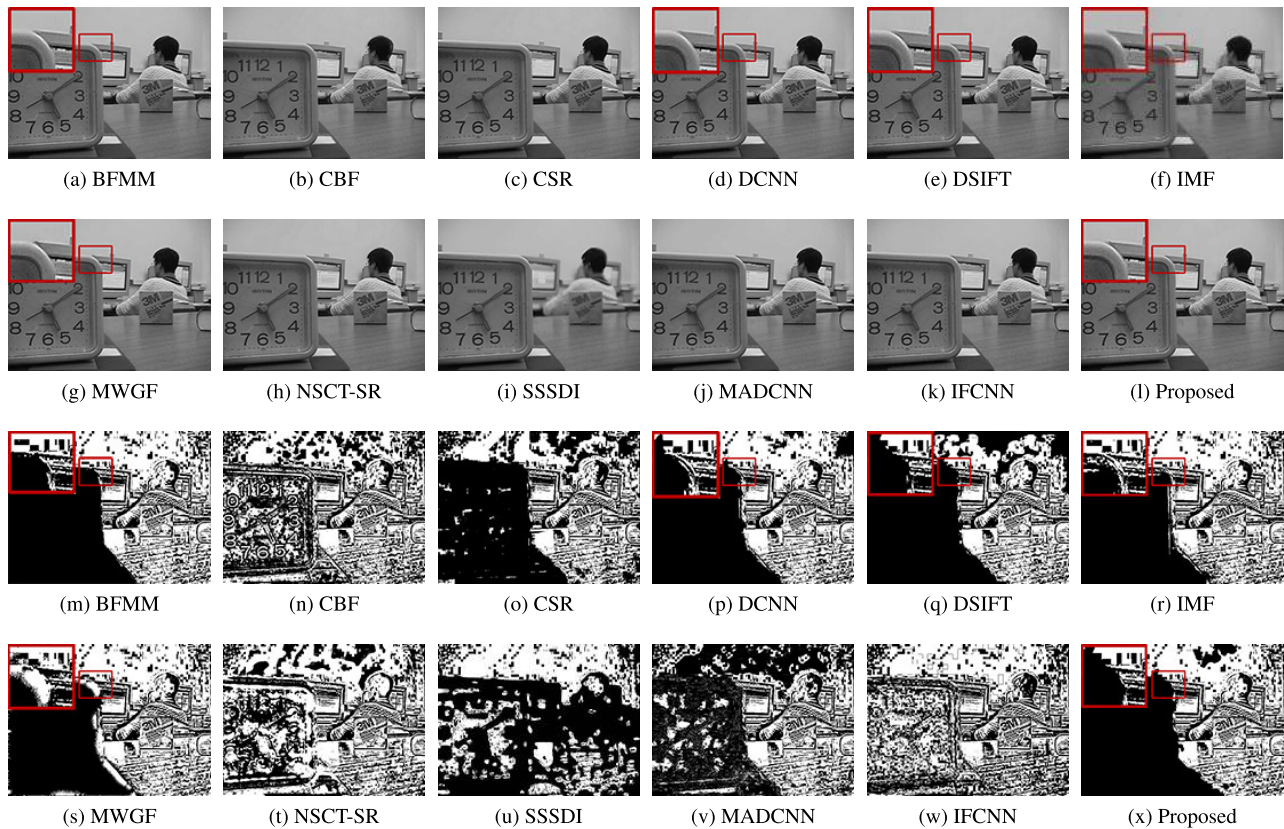 (a) BFMM (b) CBF (c) CSR (d) DCNN (e) DSIFT (f) IMF
(g) MWGF (h) NSCT-SR (i) SSSDI (j) MADCNN (k) IFCNN (l) Proposed
(m) BFMM (n) CBF (o) CSR (p) DCNN (q) DSIFT (r) IMF
(s) MWGF (t) NSCT-SR (u) SSSDI (v) MADCNN (w) IFCNN (x) Proposed